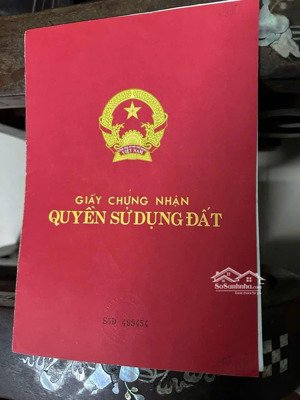 VIỆT NAM
GIẤY CHỨNG NHẬN
QUYỀN SỬ DỤNG ĐẤT
SoSanhnha.com